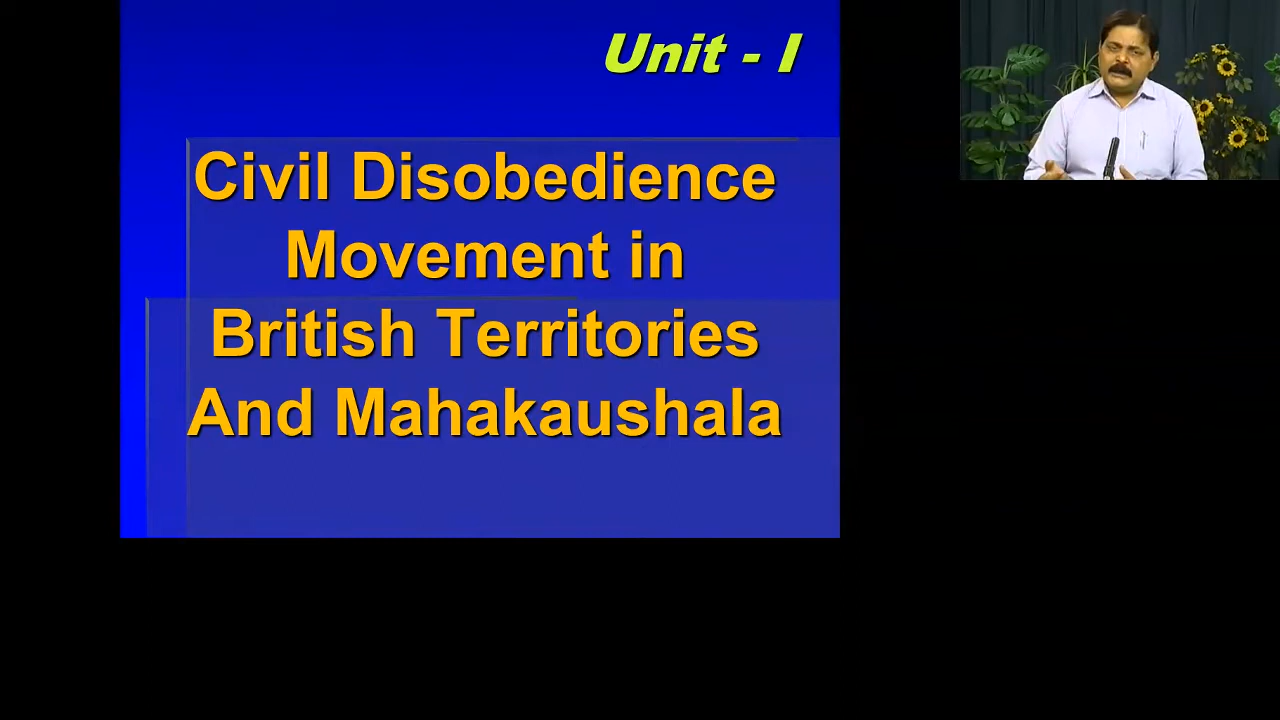 Unit - I
Civil Disobedience
Movement in
British Territories
And Mahakaushala